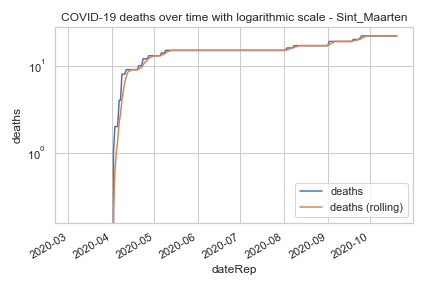 COVID-19 deaths over time with logarithmic scale - Sint_Maarten
deaths
10¹
10⁰
deaths
deaths (rolling)
2020-03
2020-04
2020-05
2020-06
2020-07
2020-08
2020-09
2020-10
dateRep